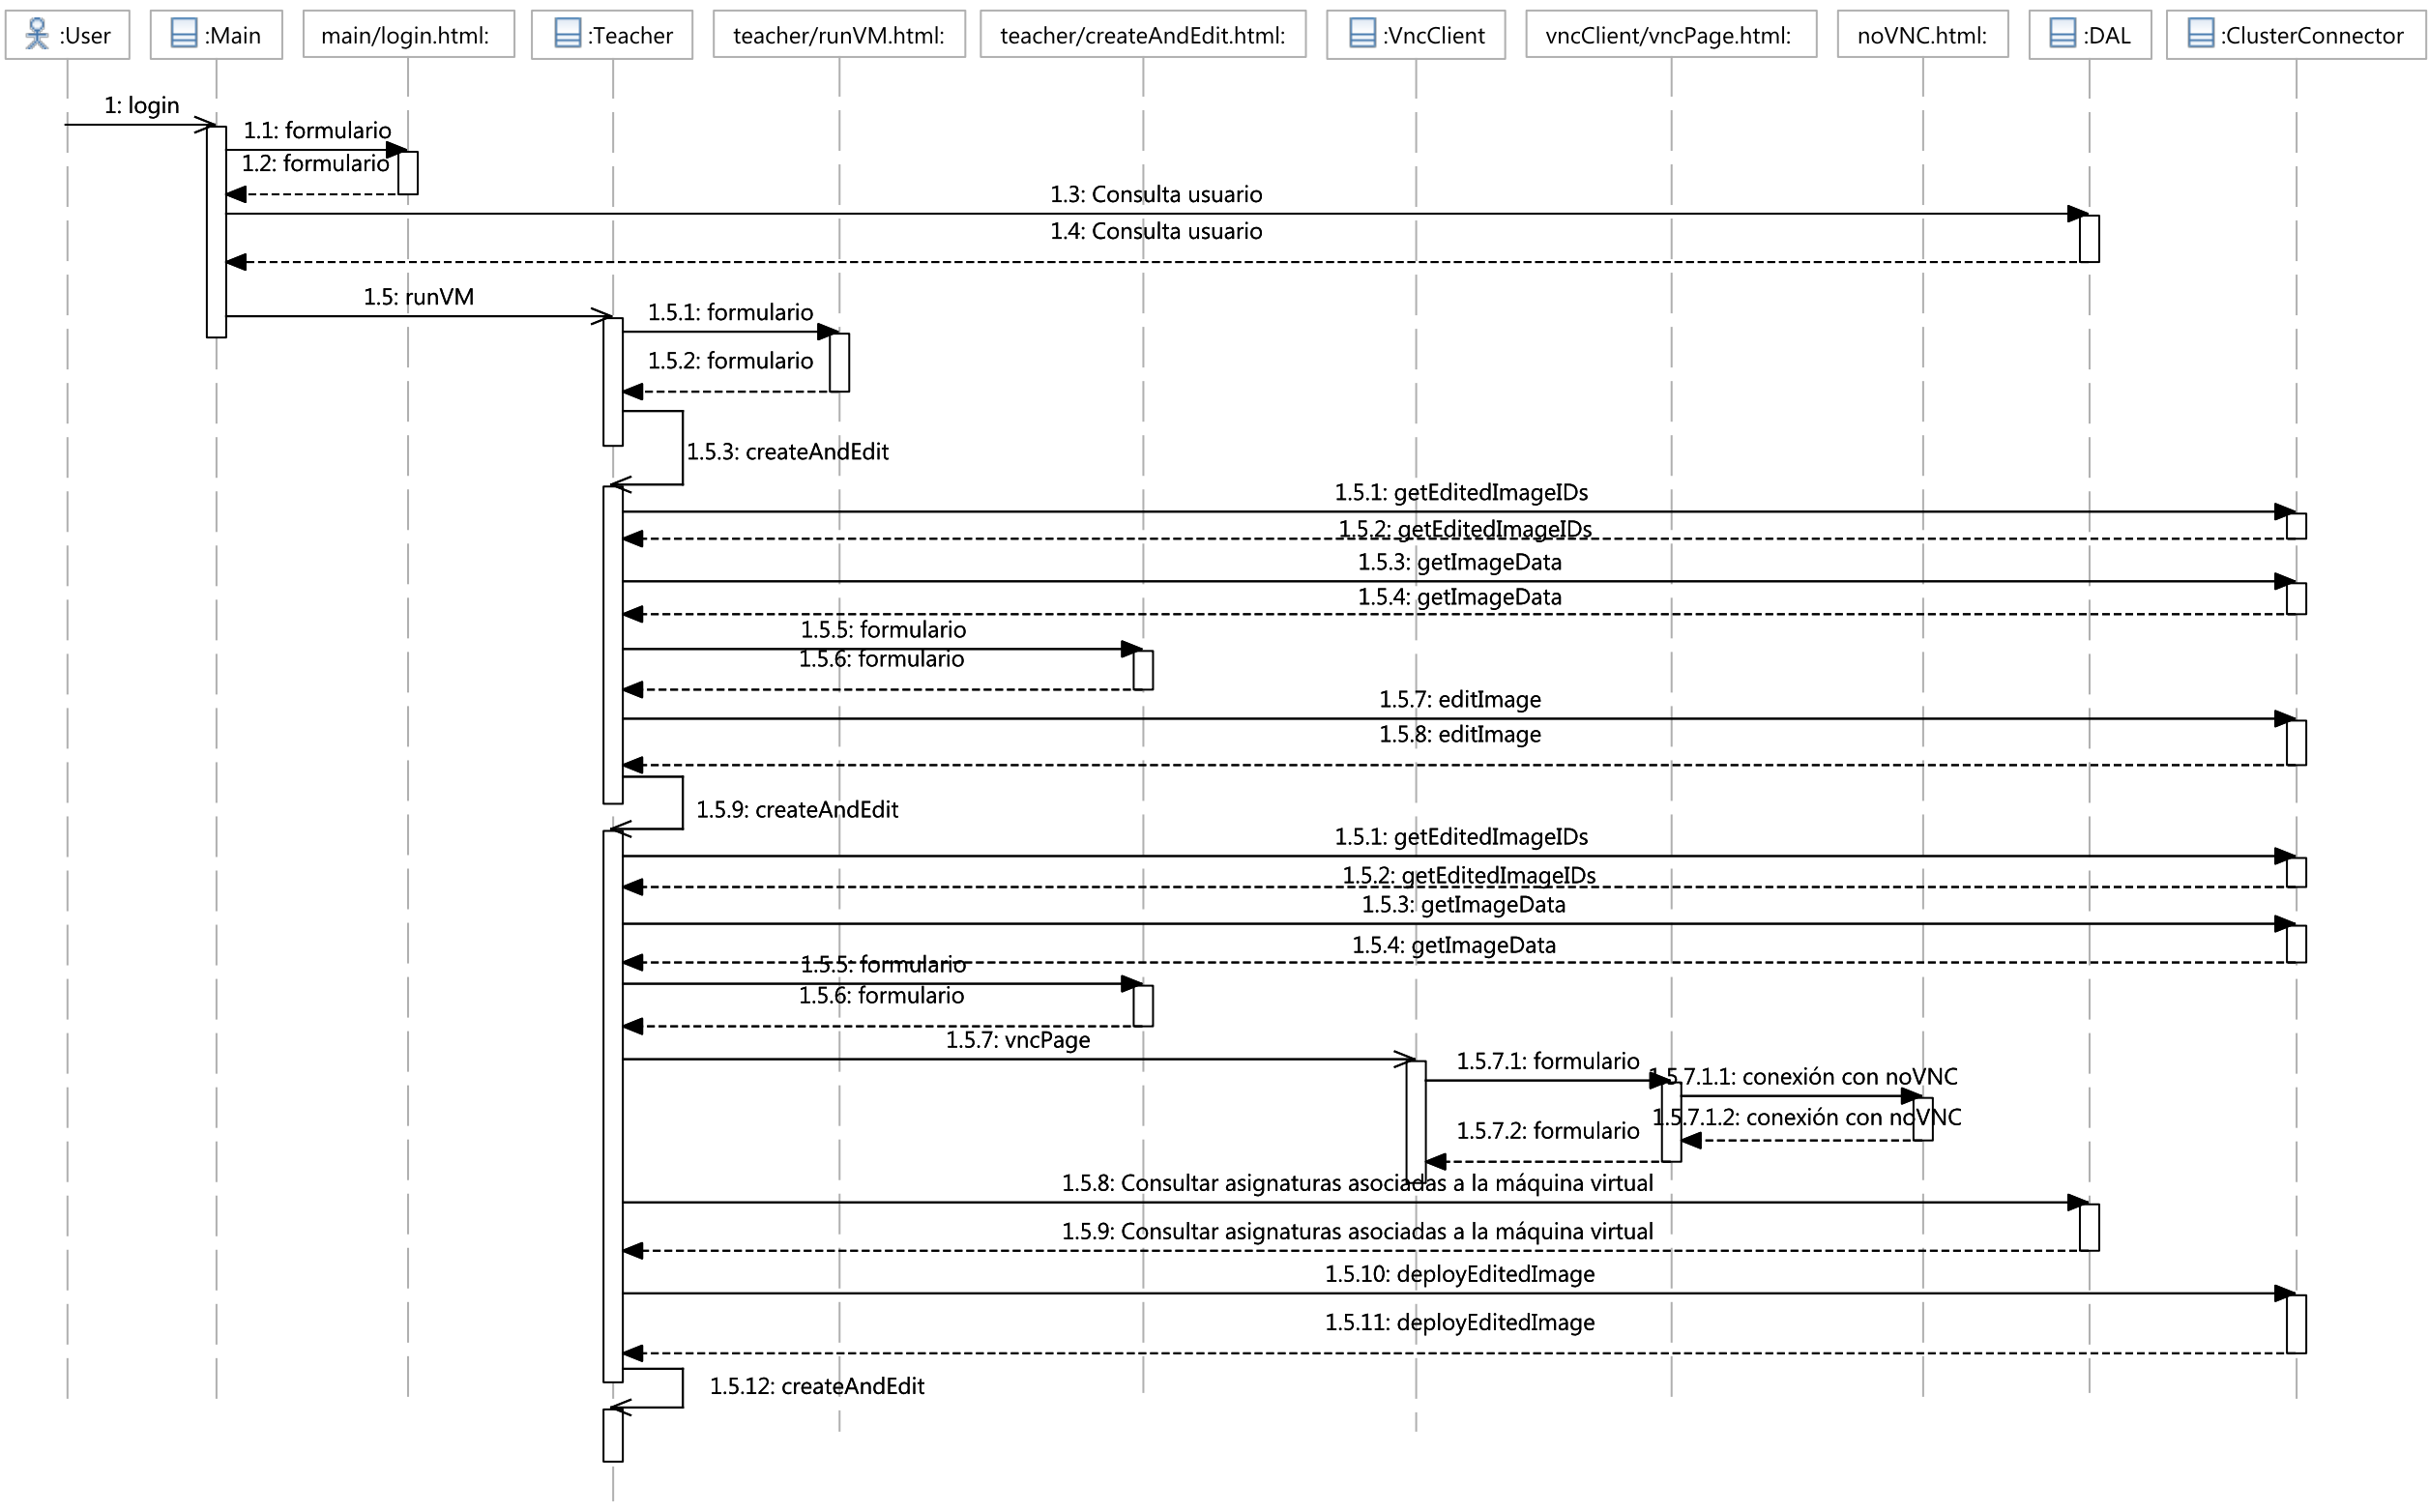 :User
:Main
main/login.html:
:Teacher
teacher/runVM.html:
teacher/createAndEdit.html:
:VncClient
vncClient/vncPage.html:
noVNC.html:
:DAL
:ClusterConnector
1: login
1.1: formulario
1.2: formulario
1.3: Consulta usuario
1.4: Consulta usuario
1.5: runVM
1.5.1: formulario
1.5.2: formulario
1.5.3: createAndEdit
1.5.1: getEditedImageIDs
1.5.2: getEditedImageIDs
1.5.3: getImageData
1.5.4: getImageData
1.5.5: formulario
1.5.6: formulario
1.5.7: editImage
1.5.8: editImage
1.5.9: createAndEdit
1.5.1: getEditedImageIDs
1.5.2: getEditedImageIDs
1.5.3: getImageData
1.5.4: getImageData
1.5.5: formulario
1.5.6: formulario
1.5.7: vncPage
1.5.7.1: formulario
1.5.7.1.1: conexión con noVNC
1.5.7.1.2: conexión con noVNC
1.5.7.2: formulario
1.5.8: Consultar asignaturas asociadas a la máquina virtual
1.5.9: Consultar asignaturas asociadas a la máquina virtual
1.5.10: deployEditedImage
1.5.11: deployEditedImage
1.5.12: createAndEdit